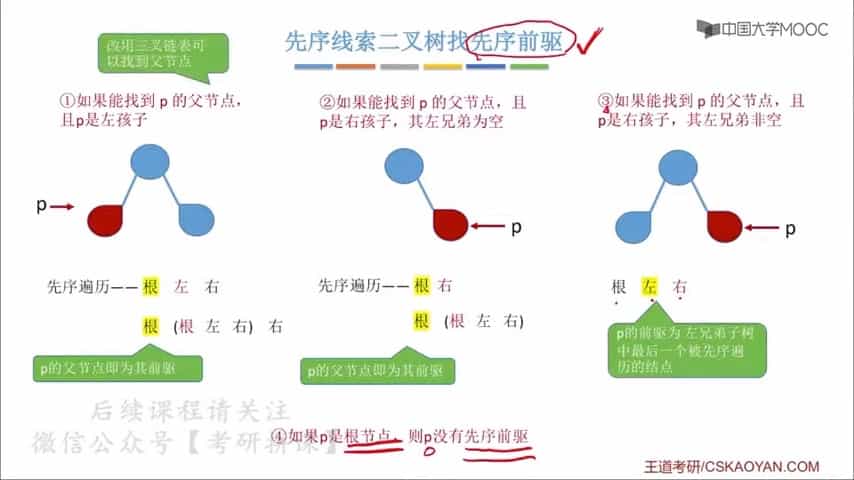 先序线索二叉树找先序前驱
中国大学MOOC
改用三叉链表可
以找到父节点
①如果能找到 p 的父节点,
且p是左孩子
②如果能找到 p 的父节点, 且
p是右孩子, 其左兄弟为空
③如果能找到 p 的父节点, 且
p是右孩子, 其左兄弟非空
p
p
p
先序遍历—— 根 左 右
根 (根 左 右) 右
p的父节点即为其前驱
先序遍历—— 根 右
根 (根 左 右)
p的父节点即为其前驱
根 左 右
p的前驱为 左兄弟子树
中最后一个被先序遍
历的结点
后续课程请关注
微信公众号【考研拼课】
④如果p是根节点, 则p没有先序前驱
王道考研/CSKAOYAN.COM